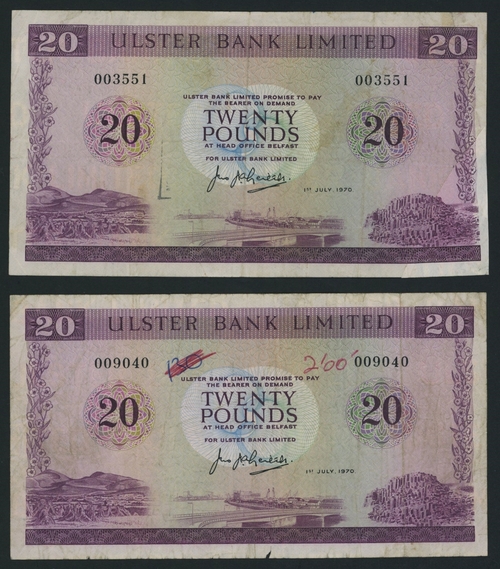 20 ULSTER BANK LIMITED 20
003551 003551
ULSTER BANK LIMITED PROMISE TO PAY
THE BEARER ON DEMAND
20 TWENTY 20
POUNDS
AT HEAD OFFICE BELFAST
FOR ULSTER BANK LIMITED
1ST JULY, 1970
20 ULSTER BANK LIMITED 20
009040 2'00' 009040
ULSTER BANK LIMITED PROMISE TO PAY
THE BEARER ON DEMAND
20 TWENTY 20
POUNDS
AT HEAD OFFICE BELFAST
FOR ULSTER BANK LIMITED
1ST JULY, 1970